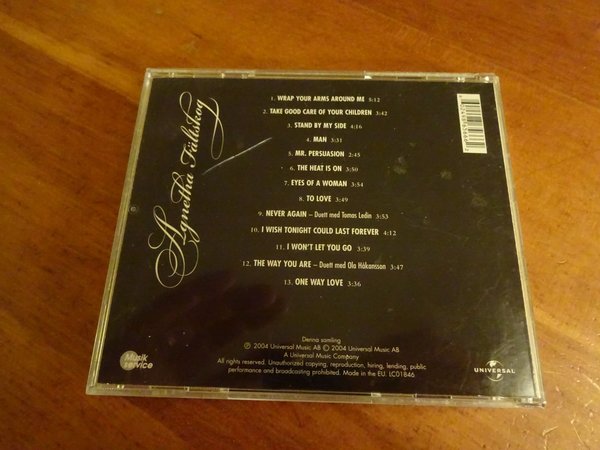 Agnetha Fältskog
1. WRAP YOUR ARMS AROUND ME 5:12
2. TAKE GOOD CARE OF YOUR CHILDREN 3:42
3. STAND BY MY SIDE 4:16
4. MAN 3:31
5. MR. PERSUASION 2:45
6. THE HEAT IS ON 3:50
7. EYES OF A WOMAN 3:54
8. TO LOVE 3:49
9. NEVER AGAIN – Duett med Tomas Ledin 3:53
10. I WISH TONIGHT COULD LAST FOREVER 4:12
11. I WON'T LET YOU GO 3:39
12. THE WAY YOU ARE – Duett med Ola Håkansson 3:47
13. ONE WAY LOVE 3:36
Denna samling
℗ 2004 Universal Music AB © 2004 Universal Music AB
A Universal Music Company
All rights reserved. Unauthorized copying, reproduction, hiring, lending, public
performance and broadcasting prohibited. Made in the EU. LC01846
Musik
service
UNIVERSAL